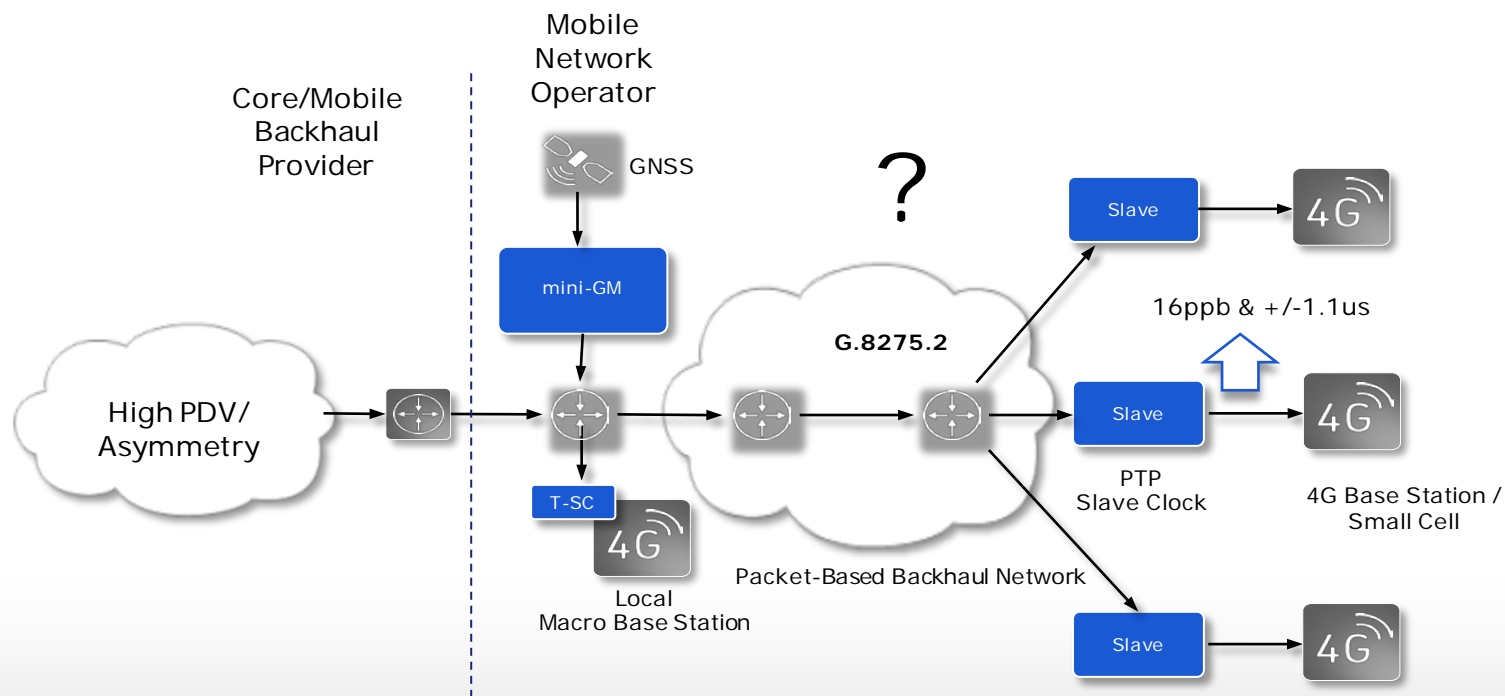 Mobile
Network
Operator
Core/Mobile
Backhaul
Provider
GNSS
?
mini-GM
Slave
4G
16ppb & +/-1.1us
G.8275.2
High PDV/
Asymmetry
Slave
4G
PTP
Slave Clock
4G Base Station /
Small Cell
T-SC
4G
Local
Macro Base Station
Packet-Based Backhaul Network
Slave
4G